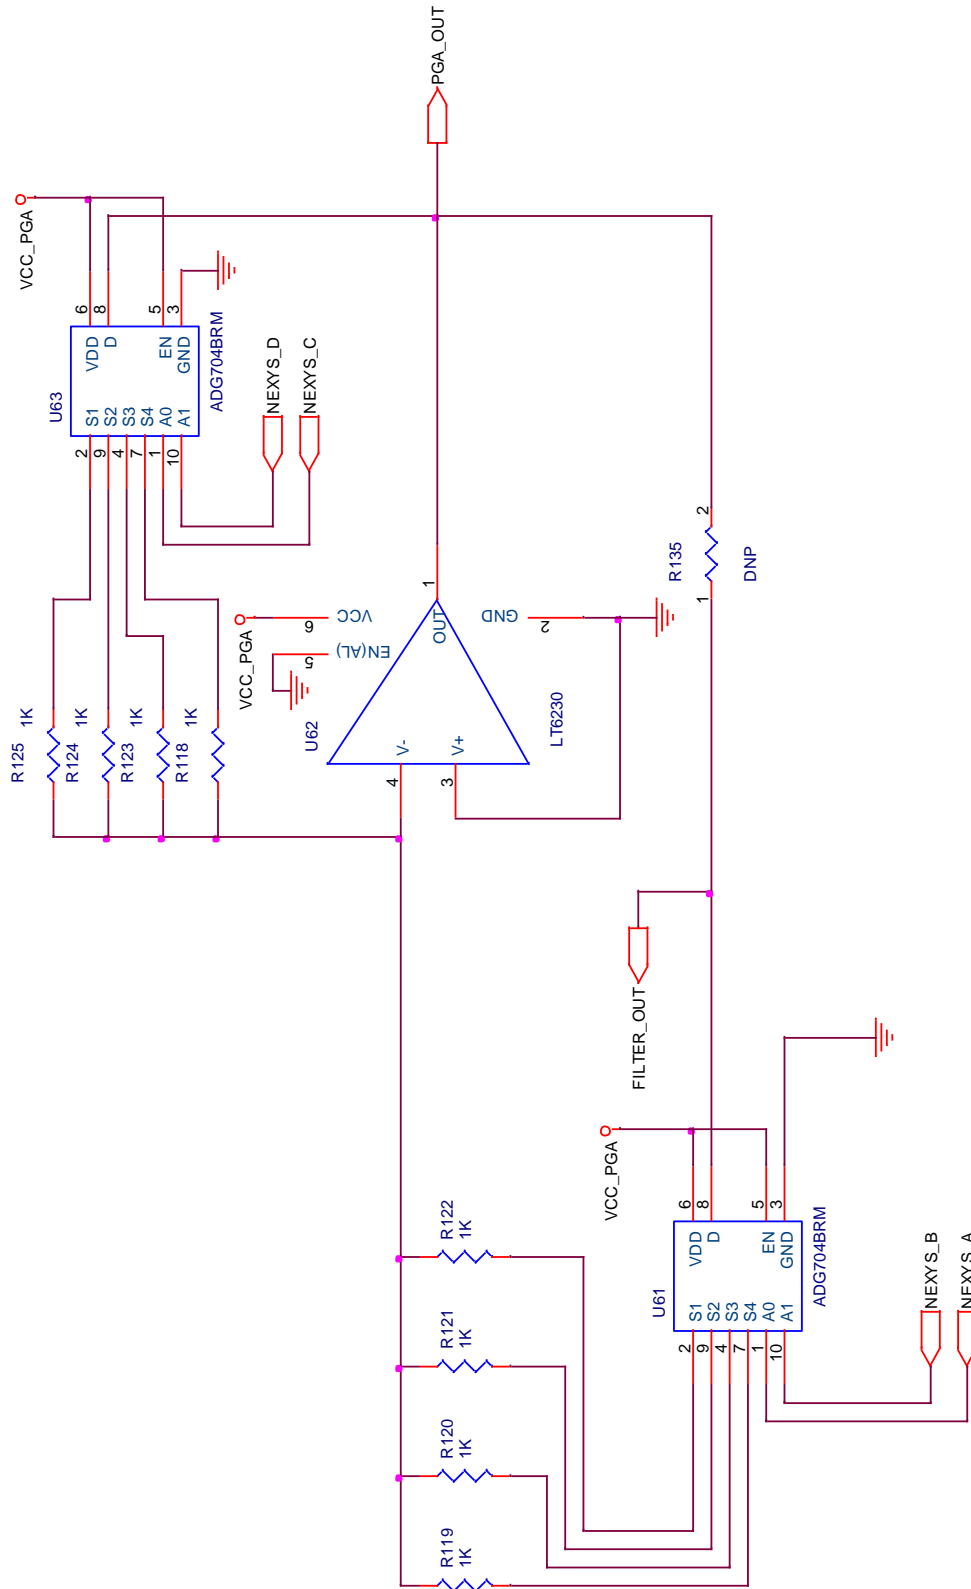 PGA_OUT
VCC_PGA
6
8
5
3
VDD
D
EN
GND
U63
ADG704BRM
S1
S2
S3
S4
A0
A1
2
9
4
7
1
10
NEXYS_D
NEXYS_C
R125
1K
R124
1K
R123
1K
R118
1K
VCC_PGA
6
VCC
5
EN(AL)
1
OUT
GND
2
U62
LT6230
V-
V+
4
3
R135
DNP
2
1
FILTER_OUT
VCC_PGA
6
8
5
3
VDD
D
EN
GND
U61
ADG704BRM
S1
S2
S3
S4
A0
A1
2
9
4
7
1
10
NEXYS_B
NEXYS_A
R122
1K
R121
1K
R120
1K
R119
1K